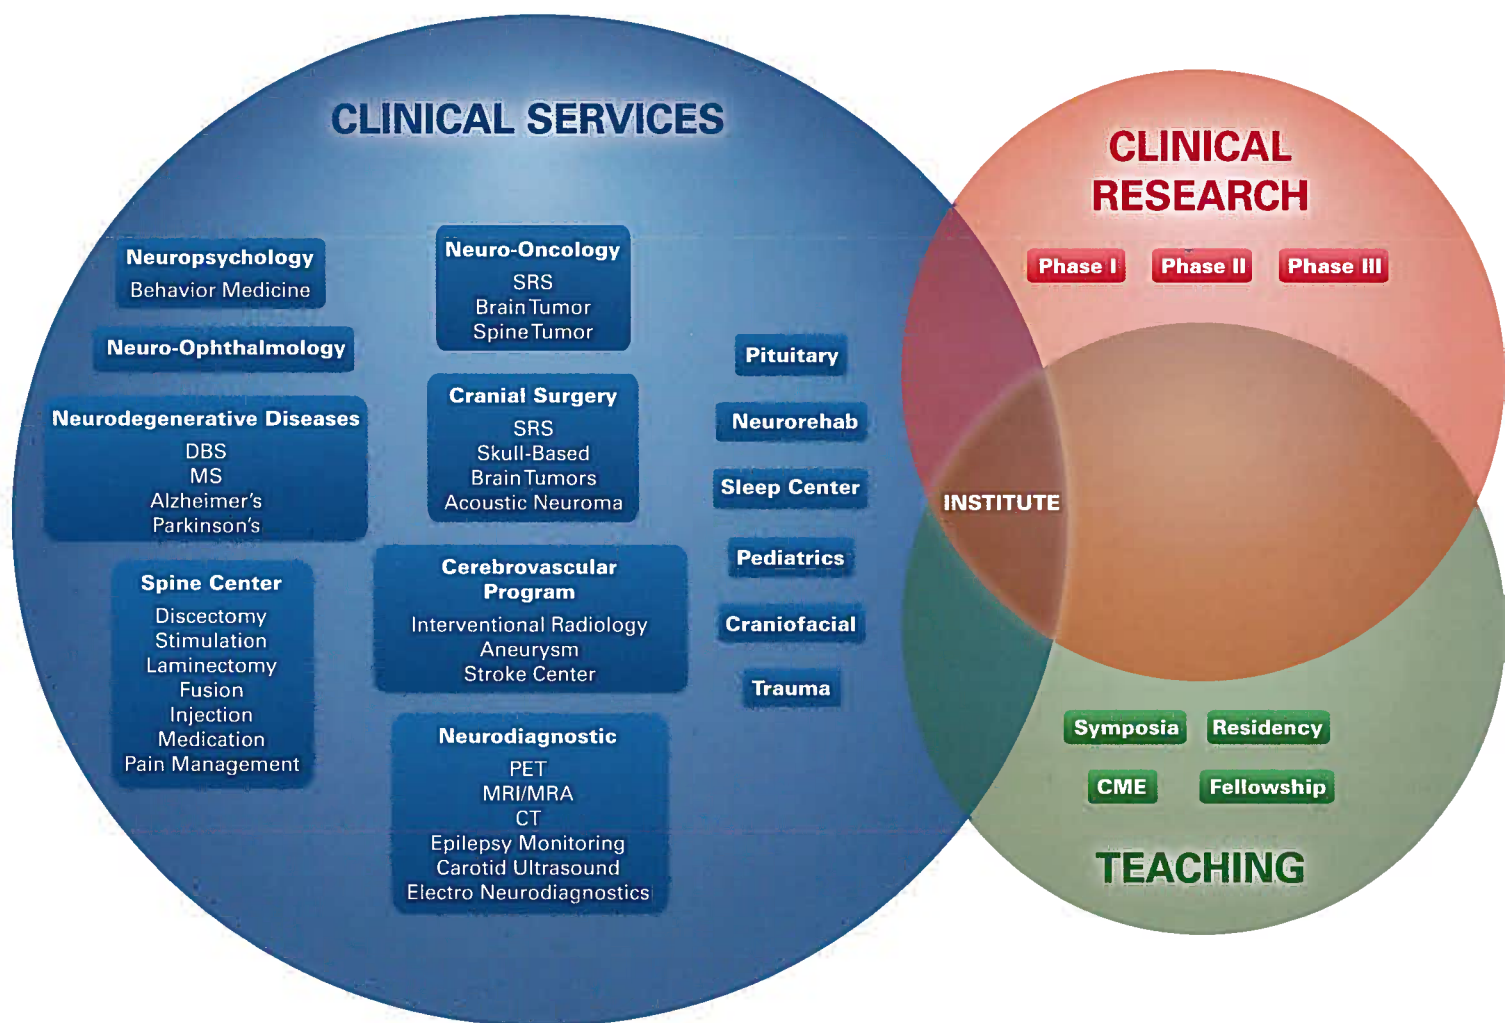 CLINICAL SERVICES
Neuropsychology
Behavior Medicine
Neuro-Ophthalmology
Neurodegenerative Diseases
DBS
MS
Alzheimer’s
Parkinson’s
Spine Center
Discectomy
Stimulation
Laminectomy
Fusion
Injection
Medication
Pain Management
Neuro-Oncology
SRS
Brain Tumor
Spine Tumor
Cranial Surgery
SRS
Skull-Based
Brain Tumors
Acoustic Neuroma
Cerebrovascular
Program
Interventional Radiology
Aneurysm
Stroke Center
Neurodiagnostic
PET
MRI/MRA
CT
Epilepsy Monitoring
Carotid Ultrasound
Electro Neurodiagnostics
Pituitary
Neurorehab
Sleep Center
Pediatrics
Craniofacial
Trauma
INSTITUTE
CLINICAL
RESEARCH
Phase I Phase II Phase III
Symposia Residency
CME Fellowship
TEACHING